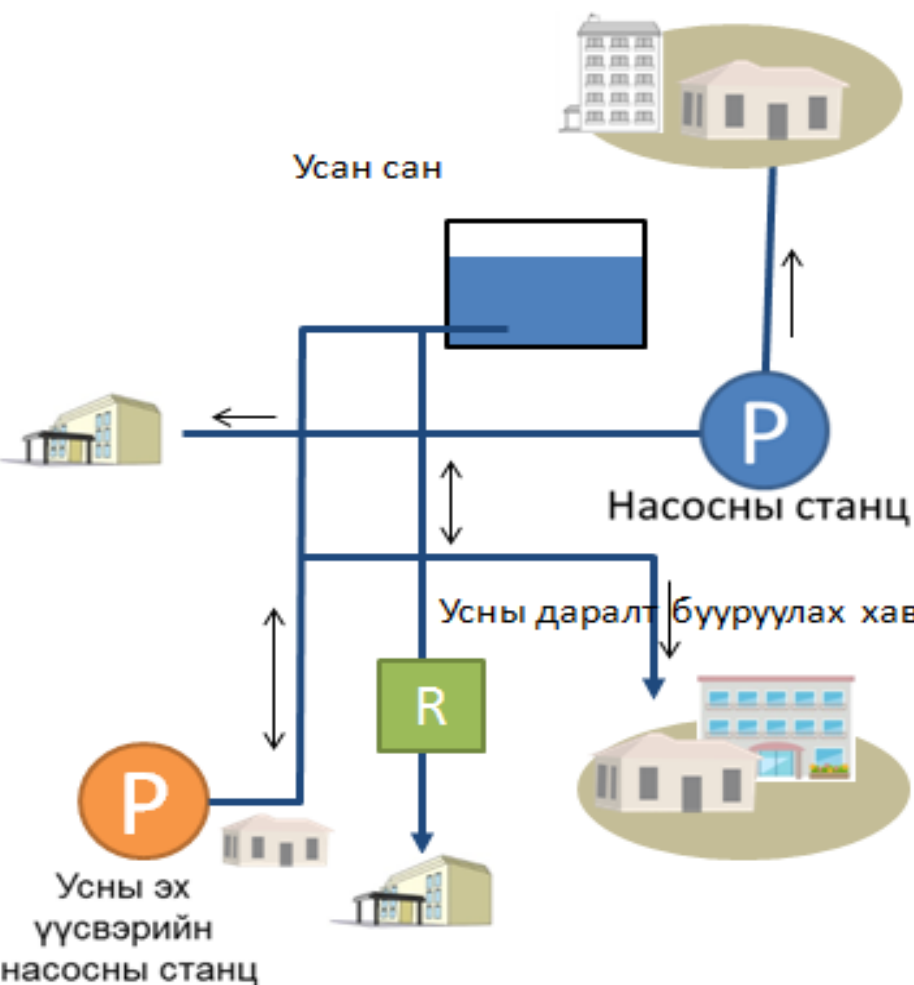 Усан сан
P
Насосны станц
Усны даралт бууруулах хав
R
P
Усны эх
үүсвэрийн
насосны станц